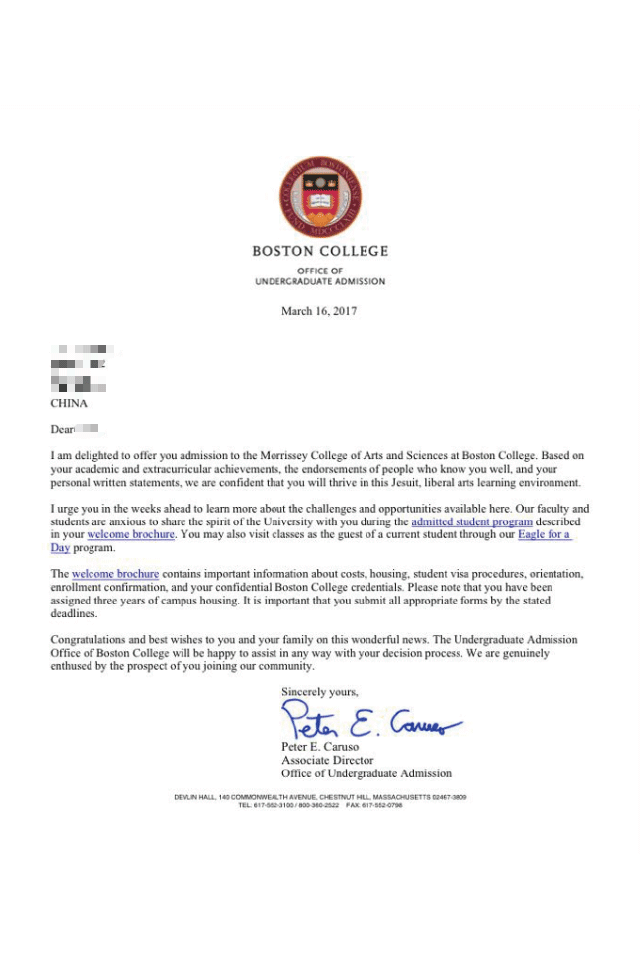 BOSTON COLLEGE
OFFICE OF
UNDERGRADUATE ADMISSION
March 16, 2017
CHINA
Dear
I am delighted to offer you admission to the Morrissey College of Arts and Sciences at Boston College. Based on
your academic and extracurricular achievements, the endorsements of people who know you well, and your
personal written statements, we are confident that you will thrive in this Jesuit, liberal arts learning environment.
I urge you in the weeks ahead to learn more about the challenges and opportunities available here. Our faculty and
students are anxious to share the spirit of the University with you during the admitted student program described
in your welcome brochure. You may also visit classes as the guest of a current student through our Eagle for a
Day program.
The welcome brochure contains important information about costs, housing, student visa procedures, orientation,
enrollment confirmation, and your confidential Boston College credentials. Please note that you have been
assigned three years of campus housing. It is important that you submit all appropriate forms by the stated
deadlines.
Congratulations and best wishes to you and your family on this wonderful news. The Undergraduate Admission
Office of Boston College will be happy to assist in any way with your decision process. We are genuinely
enthused by the prospect of you joining our community.
Sincerely yours,
Peter E. Caruso
Peter E. Caruso
Associate Director
Office of Undergraduate Admission
DEVLIN HALL, 140 COMMONWEALTH AVENUE, CHESTNUT HILL, MASSACHUSETTS 02467-3809
TEL: 617-552-3100 / 800-360-2522 FAX: 617-552-0798